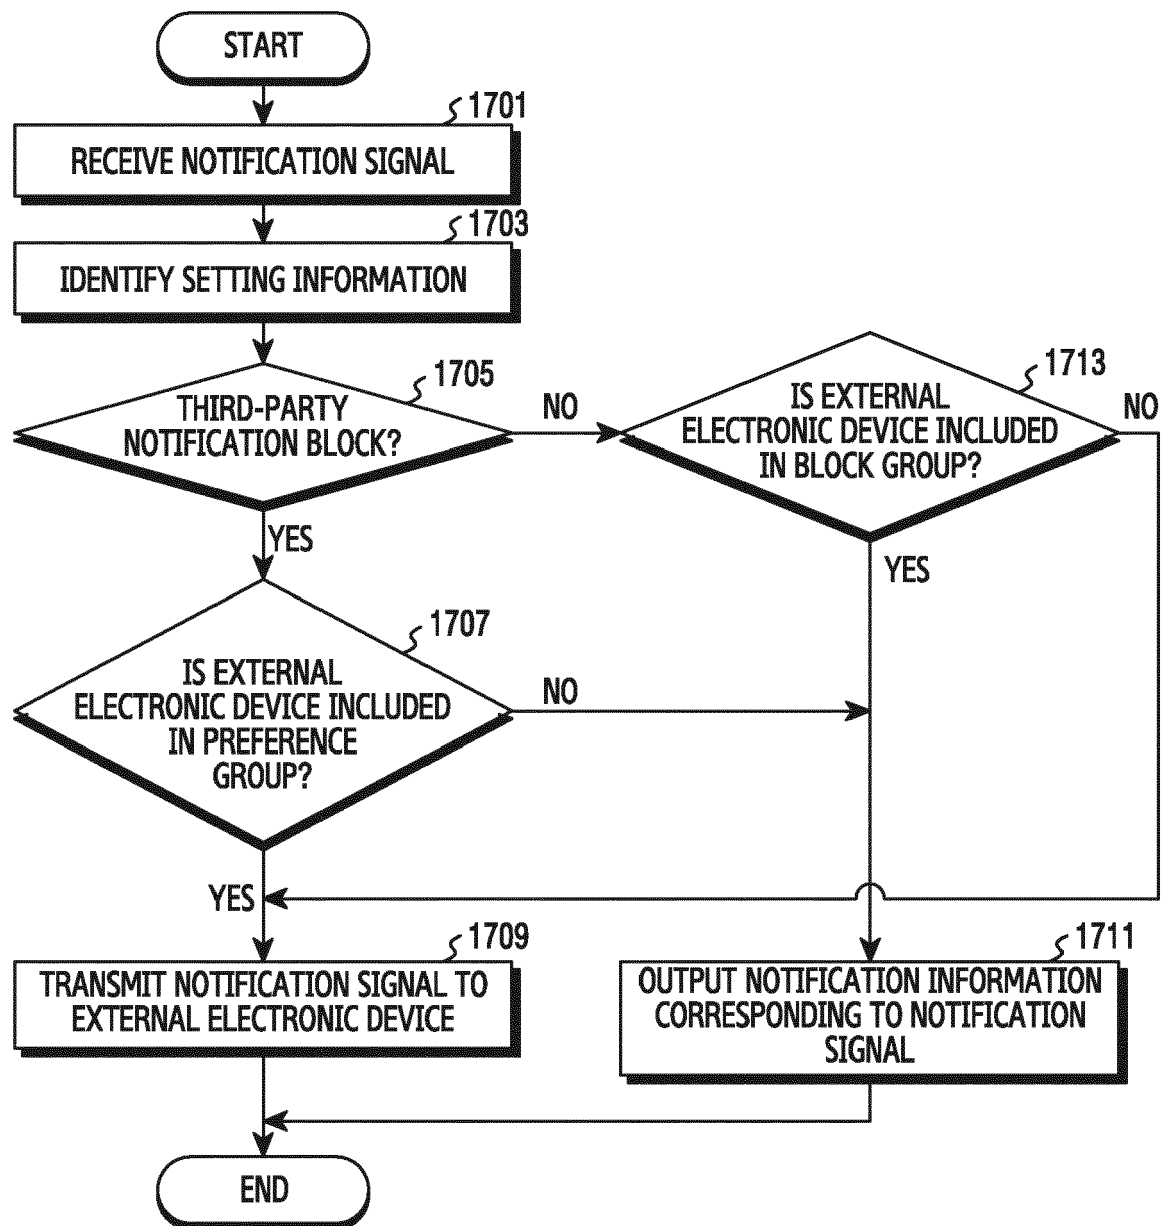 START
1701
RECEIVE NOTIFICATION SIGNAL
1703
IDENTIFY SETTING INFORMATION
1705
THIRD-PARTY
NOTIFICATION BLOCK?
NO
1713
IS EXTERNAL
ELECTRONIC DEVICE INCLUDED
IN BLOCK GROUP?
NO
YES
YES
1707
IS EXTERNAL
ELECTRONIC DEVICE INCLUDED
IN PREFERENCE
GROUP?
NO
YES
1709
TRANSMIT NOTIFICATION SIGNAL TO
EXTERNAL ELECTRONIC DEVICE
1711
OUTPUT NOTIFICATION INFORMATION
CORRESPONDING TO NOTIFICATION
SIGNAL
END